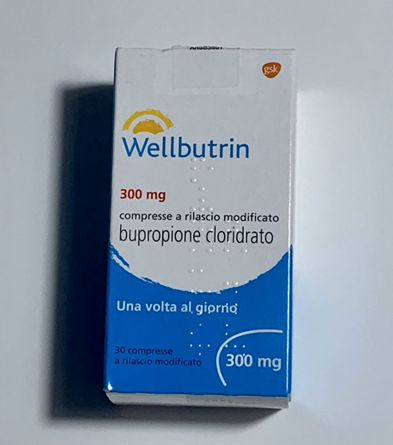 gsk
Wellbutrin
300 mg
compresse a rilascio modificato
bupropione cloridrato
Una volta al giorno
30 compresse
a rilascio modificato
300 mg